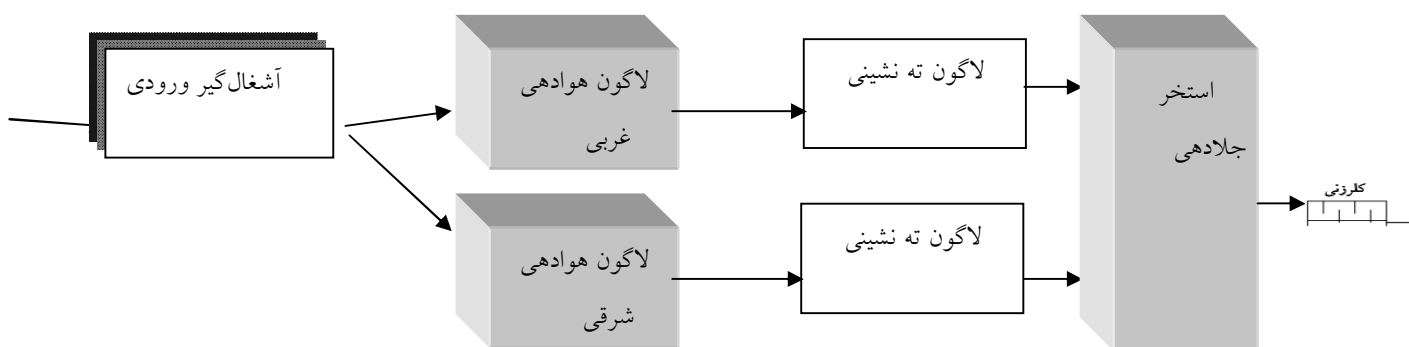 آشغال‌گیر ورودی
لاگون هوادهی
غربی
لاگون ته نشینی
لاگون هوادهی
شرقی
لاگون ته نشینی
استخر
جلادهی
کلرزنی